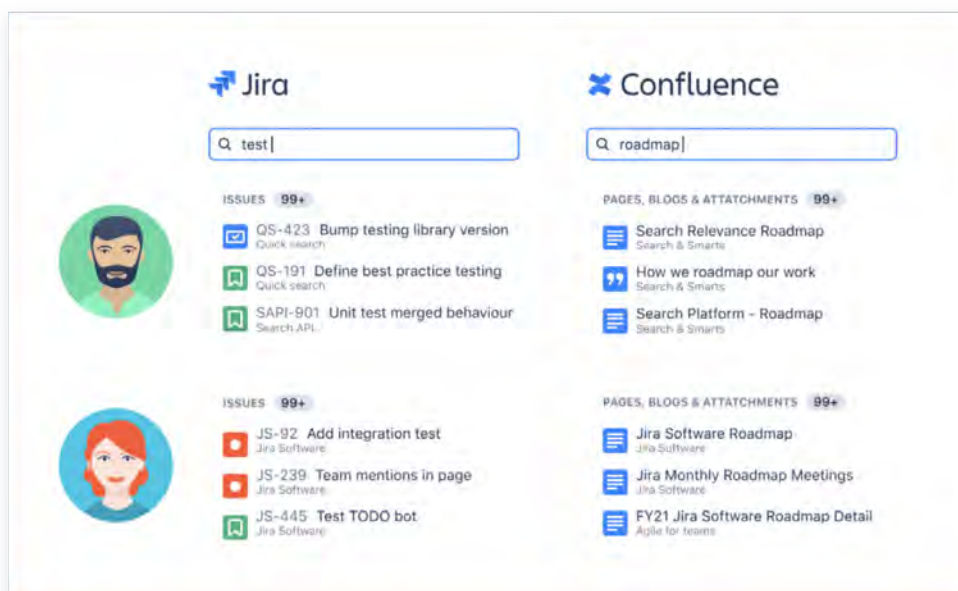 Jira
Confluence
test
roadmap
ISSUES 99+
PAGES, BLOGS & ATTATCHMENTS 99+
QS-423 Bump testing library version
Quick search
Search Relevance Roadmap
Search & Smarts
QS-191 Define best practice testing
Quick search
How we roadmap our work
Search & Smarts
SAPI-901 Unit test merged behaviour
Search API
Search Platform - Roadmap
Search & Smarts
ISSUES 99+
PAGES, BLOGS & ATTATCHMENTS 99+
JS-92 Add integration test
Jira Software
Jira Software Roadmap
Jira Software
JS-239 Team mentions in page
Jira Software
Jira Monthly Roadmap Meetings
Jira Software
JS-445 Test TODO bot
Jira Software
FY21 Jira Software Roadmap Detail
Agile for teams